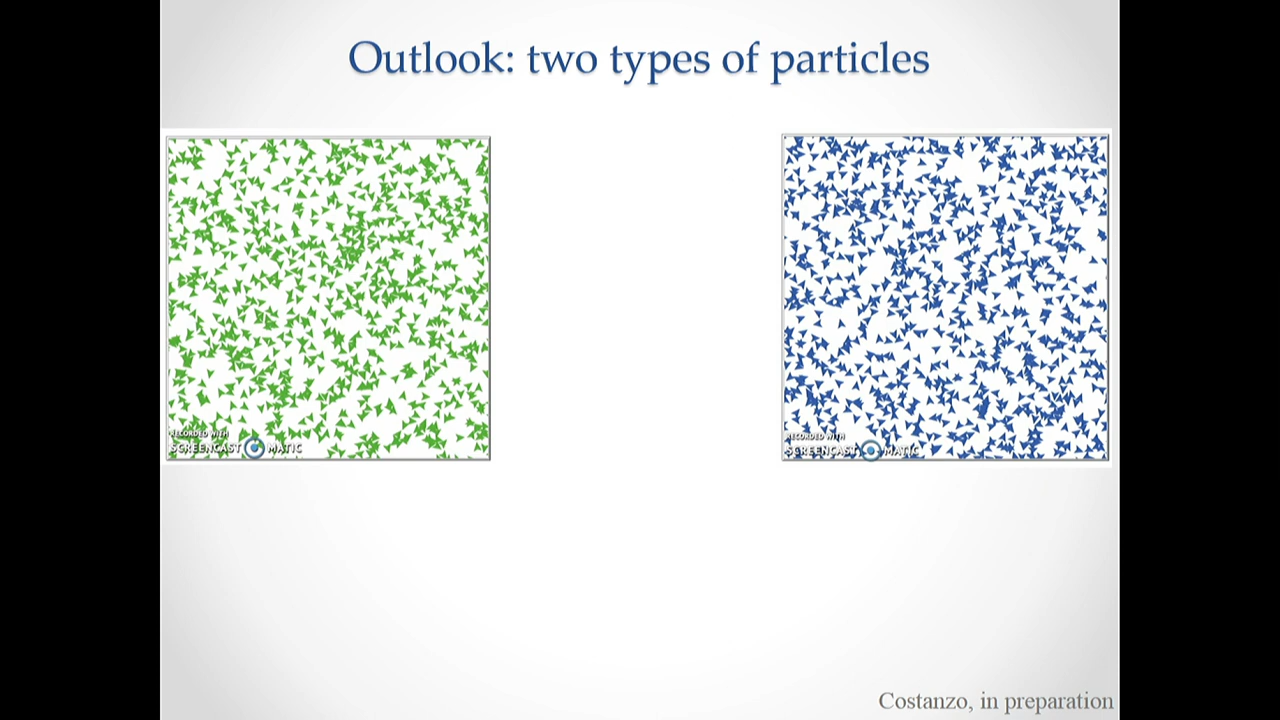 Outlook: two types of particles
RECORDED WITH
SCREENCAST MATIC
RECORDED WITH
SCREENCAST MATIC
Costanzo, in preparation